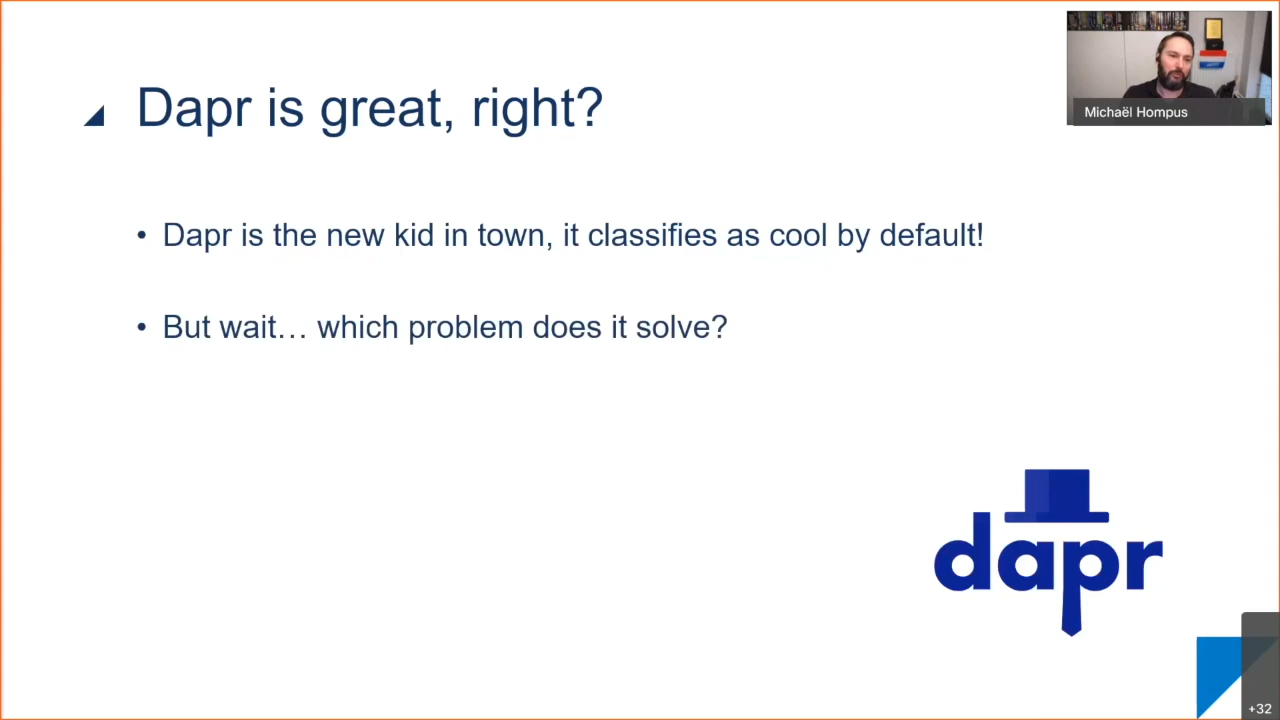 Dapr is great, right?
Michaël Hompus
• Dapr is the new kid in town, it classifies as cool by default!
• But wait… which problem does it solve?
dapr
+32